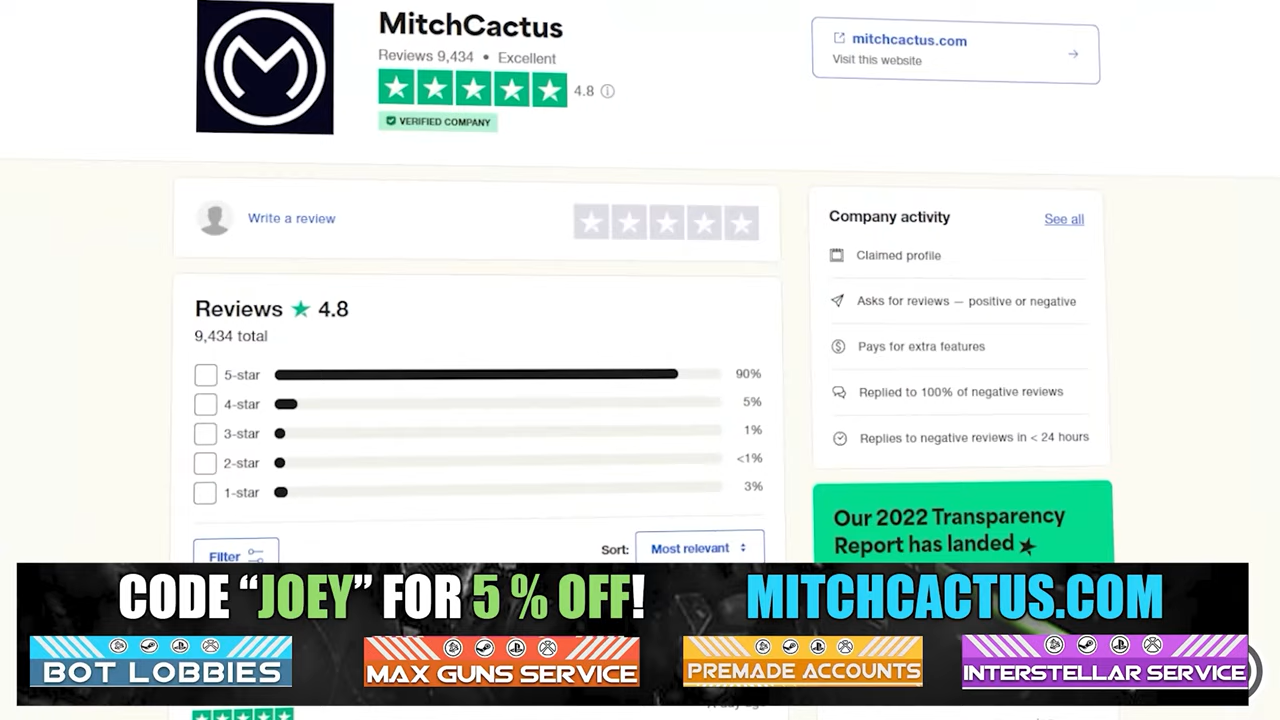 MitchCactus
Reviews 9,434 • Excellent
4.8
VERIFIED COMPANY
mitchcactus.com
Visit this website
Write a review
Company activity
See all
Claimed profile
Asks for reviews — positive or negative
Pays for extra features
Replied to 100% of negative reviews
Replies to negative reviews in < 24 hours
Reviews ★ 4.8
9,434 total
5-star 90%
4-star 5%
3-star 1%
2-star <1%
1-star 3%
Filter
Sort: Most relevant
Our 2022 Transparency
Report has landed
CODE “JOEY” FOR 5 % OFF!
MITCHCACTUS.COM
BOT LOBBIES
MAX GUNS SERVICE
PREMADE ACCOUNTS
INTERSTELLAR SERVICE